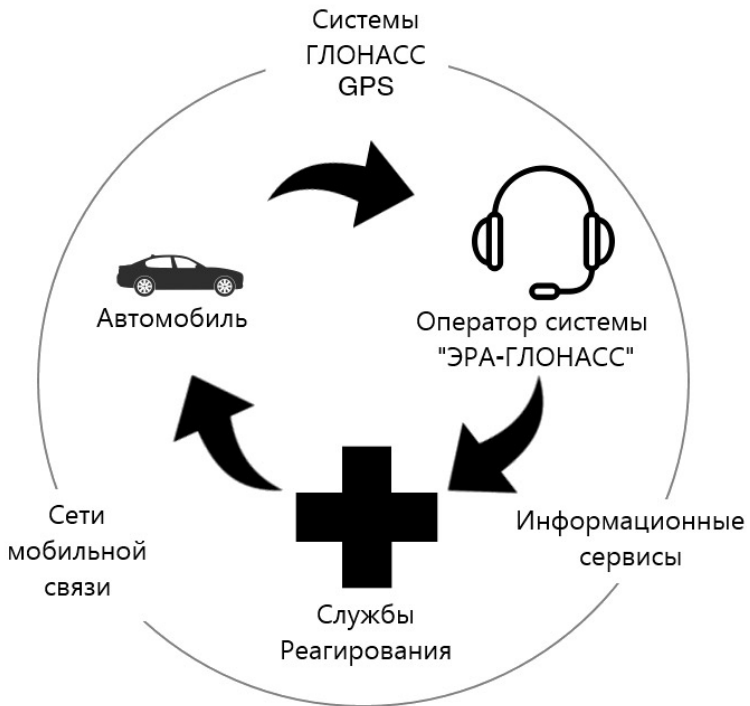 Системы
ГЛОНАСС
GPS
Автомобиль
Оператор системы
"ЭРА-ГЛОНАСС"
Сети
мобильной
связи
Информационные
сервисы
Службы
Реагирования